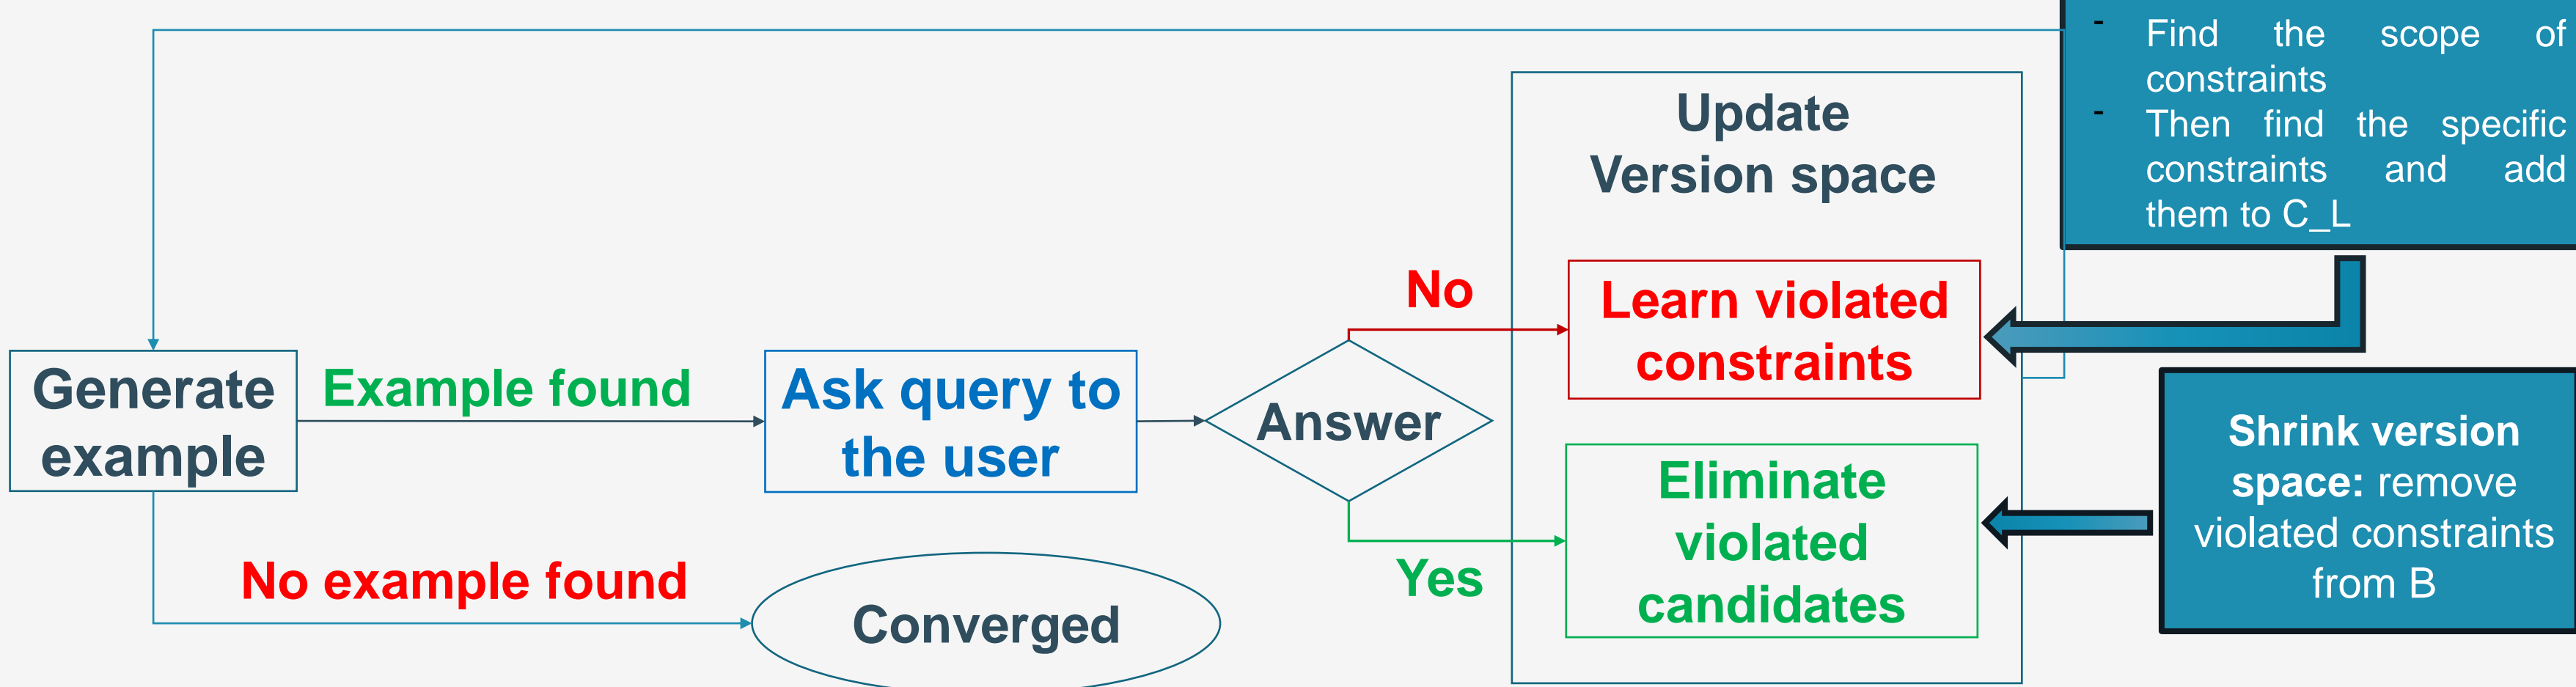 - Find the scope of
constraints
- Then find the specific
constraints and add
them to C_L
Update
Version space
No
Learn violated
constraints
Generate
example
Example found
Ask query to
the user
Answer
Shrink version
space: remove
violated constraints
from B
Eliminate
violated
candidates
Yes
No example found
Converged